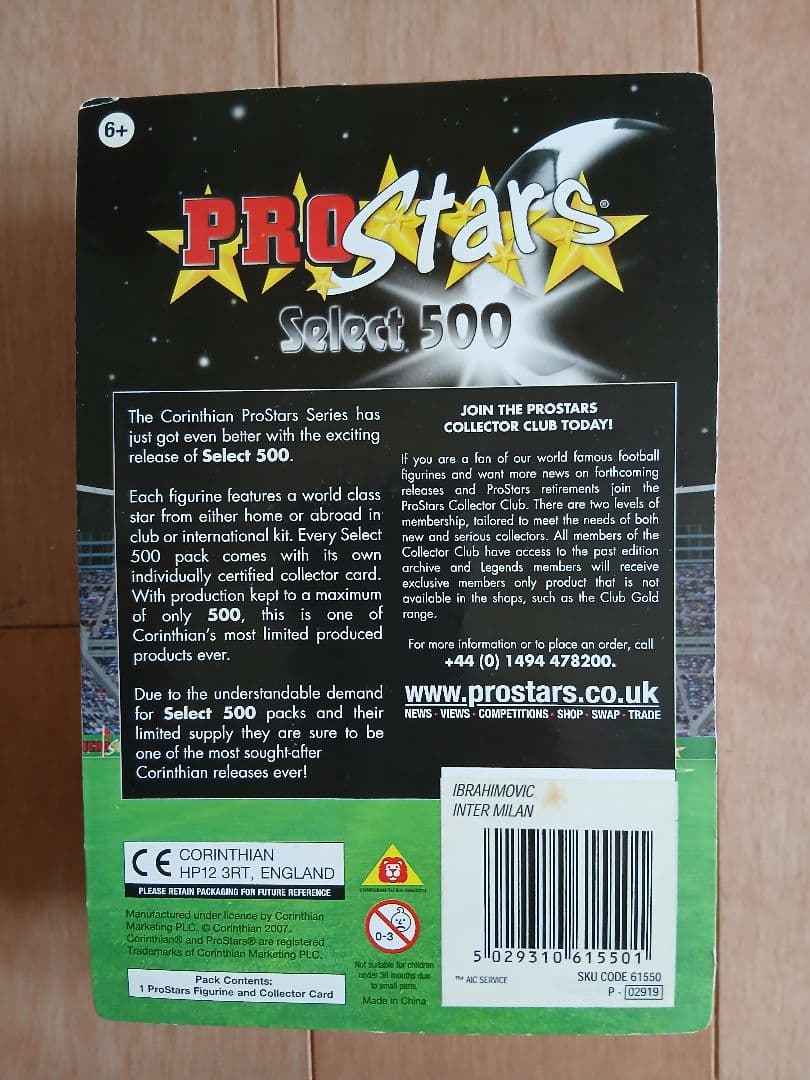 6+
PROStars®
Select 500
The Corinthian ProStars Series has
just got even better with the exciting
release of Select 500.
Each figurine features a world class
star from either home or abroad in
club or international kit. Every Select
500 pack comes with its own
individually certified collector card.
With production kept to a maximum
of only 500, this is one of
Corinthian's most limited produced
products ever.
Due to the understandable demand
for Select 500 packs and their
limited supply they are sure to be
one of the most sought-after
Corinthian releases ever!
JOIN THE PROSTARS
COLLECTOR CLUB TODAY!
If you are a fan of our world famous football
figurines and want more news on forthcoming
releases and ProStars retirements join the
ProStars Collector Club. There are two levels of
membership, tailored to meet the needs of both
new and serious collectors. All members of the
Collector Club have access to the past edition
archive and Legends members will receive
exclusive members only product that is not
available in the shops, such as the Club Gold
range.
For more information or to place an order, call
+44 (0) 1494 478200.
www.prostars.co.uk
NEWS · VIEWS · COMPETITIONS · SHOP · SWAP · TRADE
IBRAHIMOVIC
INTER MILAN
5 029310 615501
™ AIC SERVICE
SKU CODE 61550
P - 02919
CE CORINTHIAN
HP12 3RT, ENGLAND
PLEASE RETAIN PACKAGING FOR FUTURE REFERENCE
Manufactured under licence by Corinthian
Marketing PLC. © Corinthian 2007.
Corinthian® and ProStars® are registered
Trademarks of Corinthian Marketing PLC.
Pack Contents:
1 ProStars Figurine and Collector Card
0-3
Not suitable for children
under 36 months due
to small parts.
Made in China